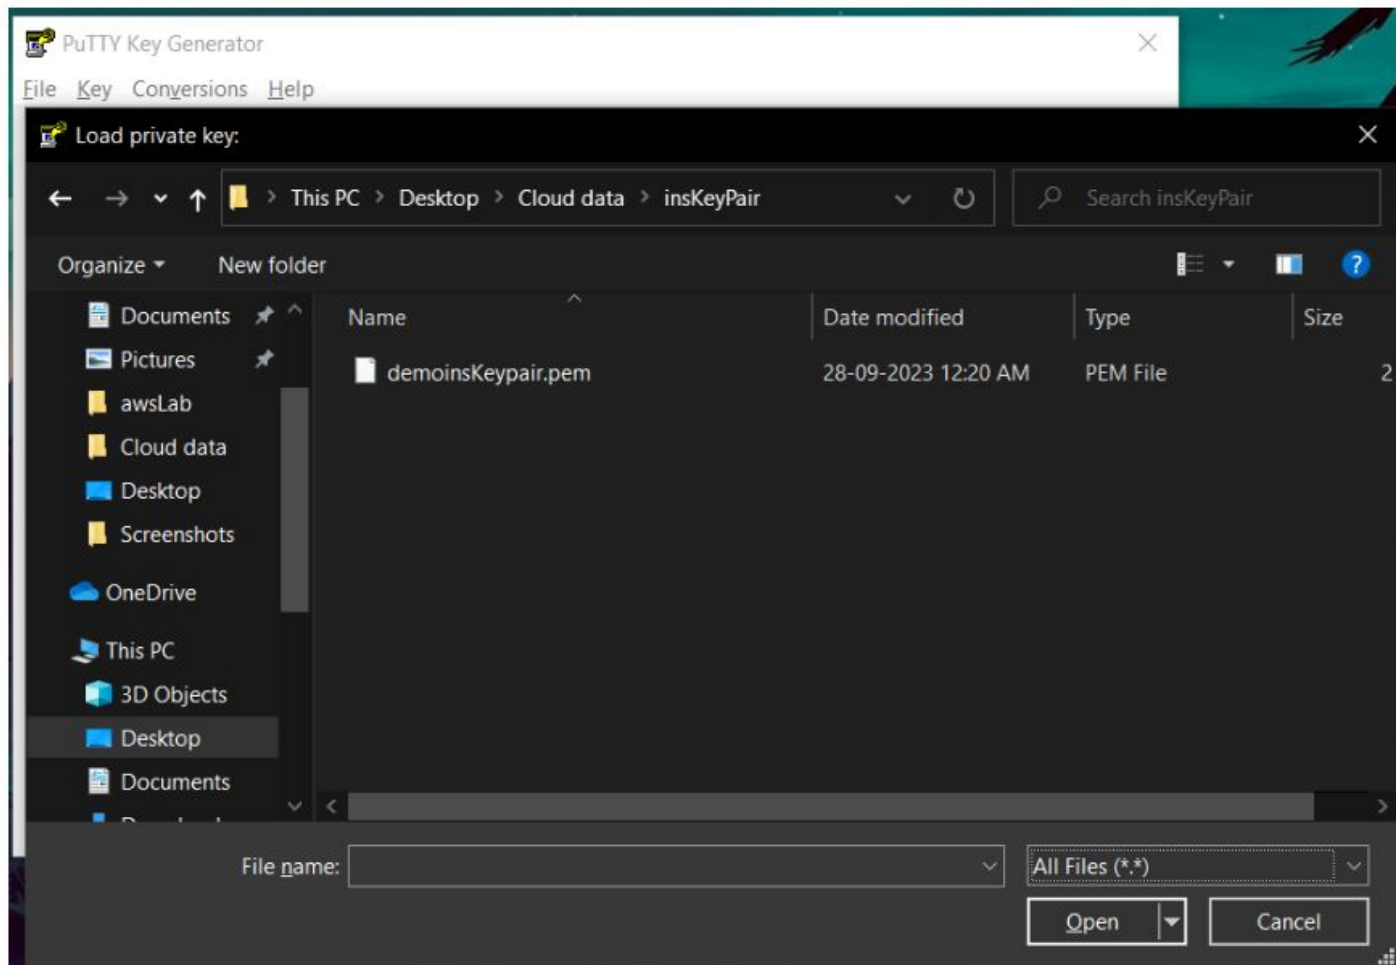 PuTTY Key Generator
File Key Conversions Help
Load private key:
This PC > Desktop > Cloud data > insKeyPair
Search insKeyPair
Organize New folder
?
Name Date modified Type Size
demoinsKeypair.pem 28-09-2023 12:20 AM PEM File 2
Documents
Pictures
awsLab
Cloud data
Desktop
Screenshots
OneDrive
This PC
3D Objects
Desktop
Documents
File name:
All Files (*.*)
Open Cancel